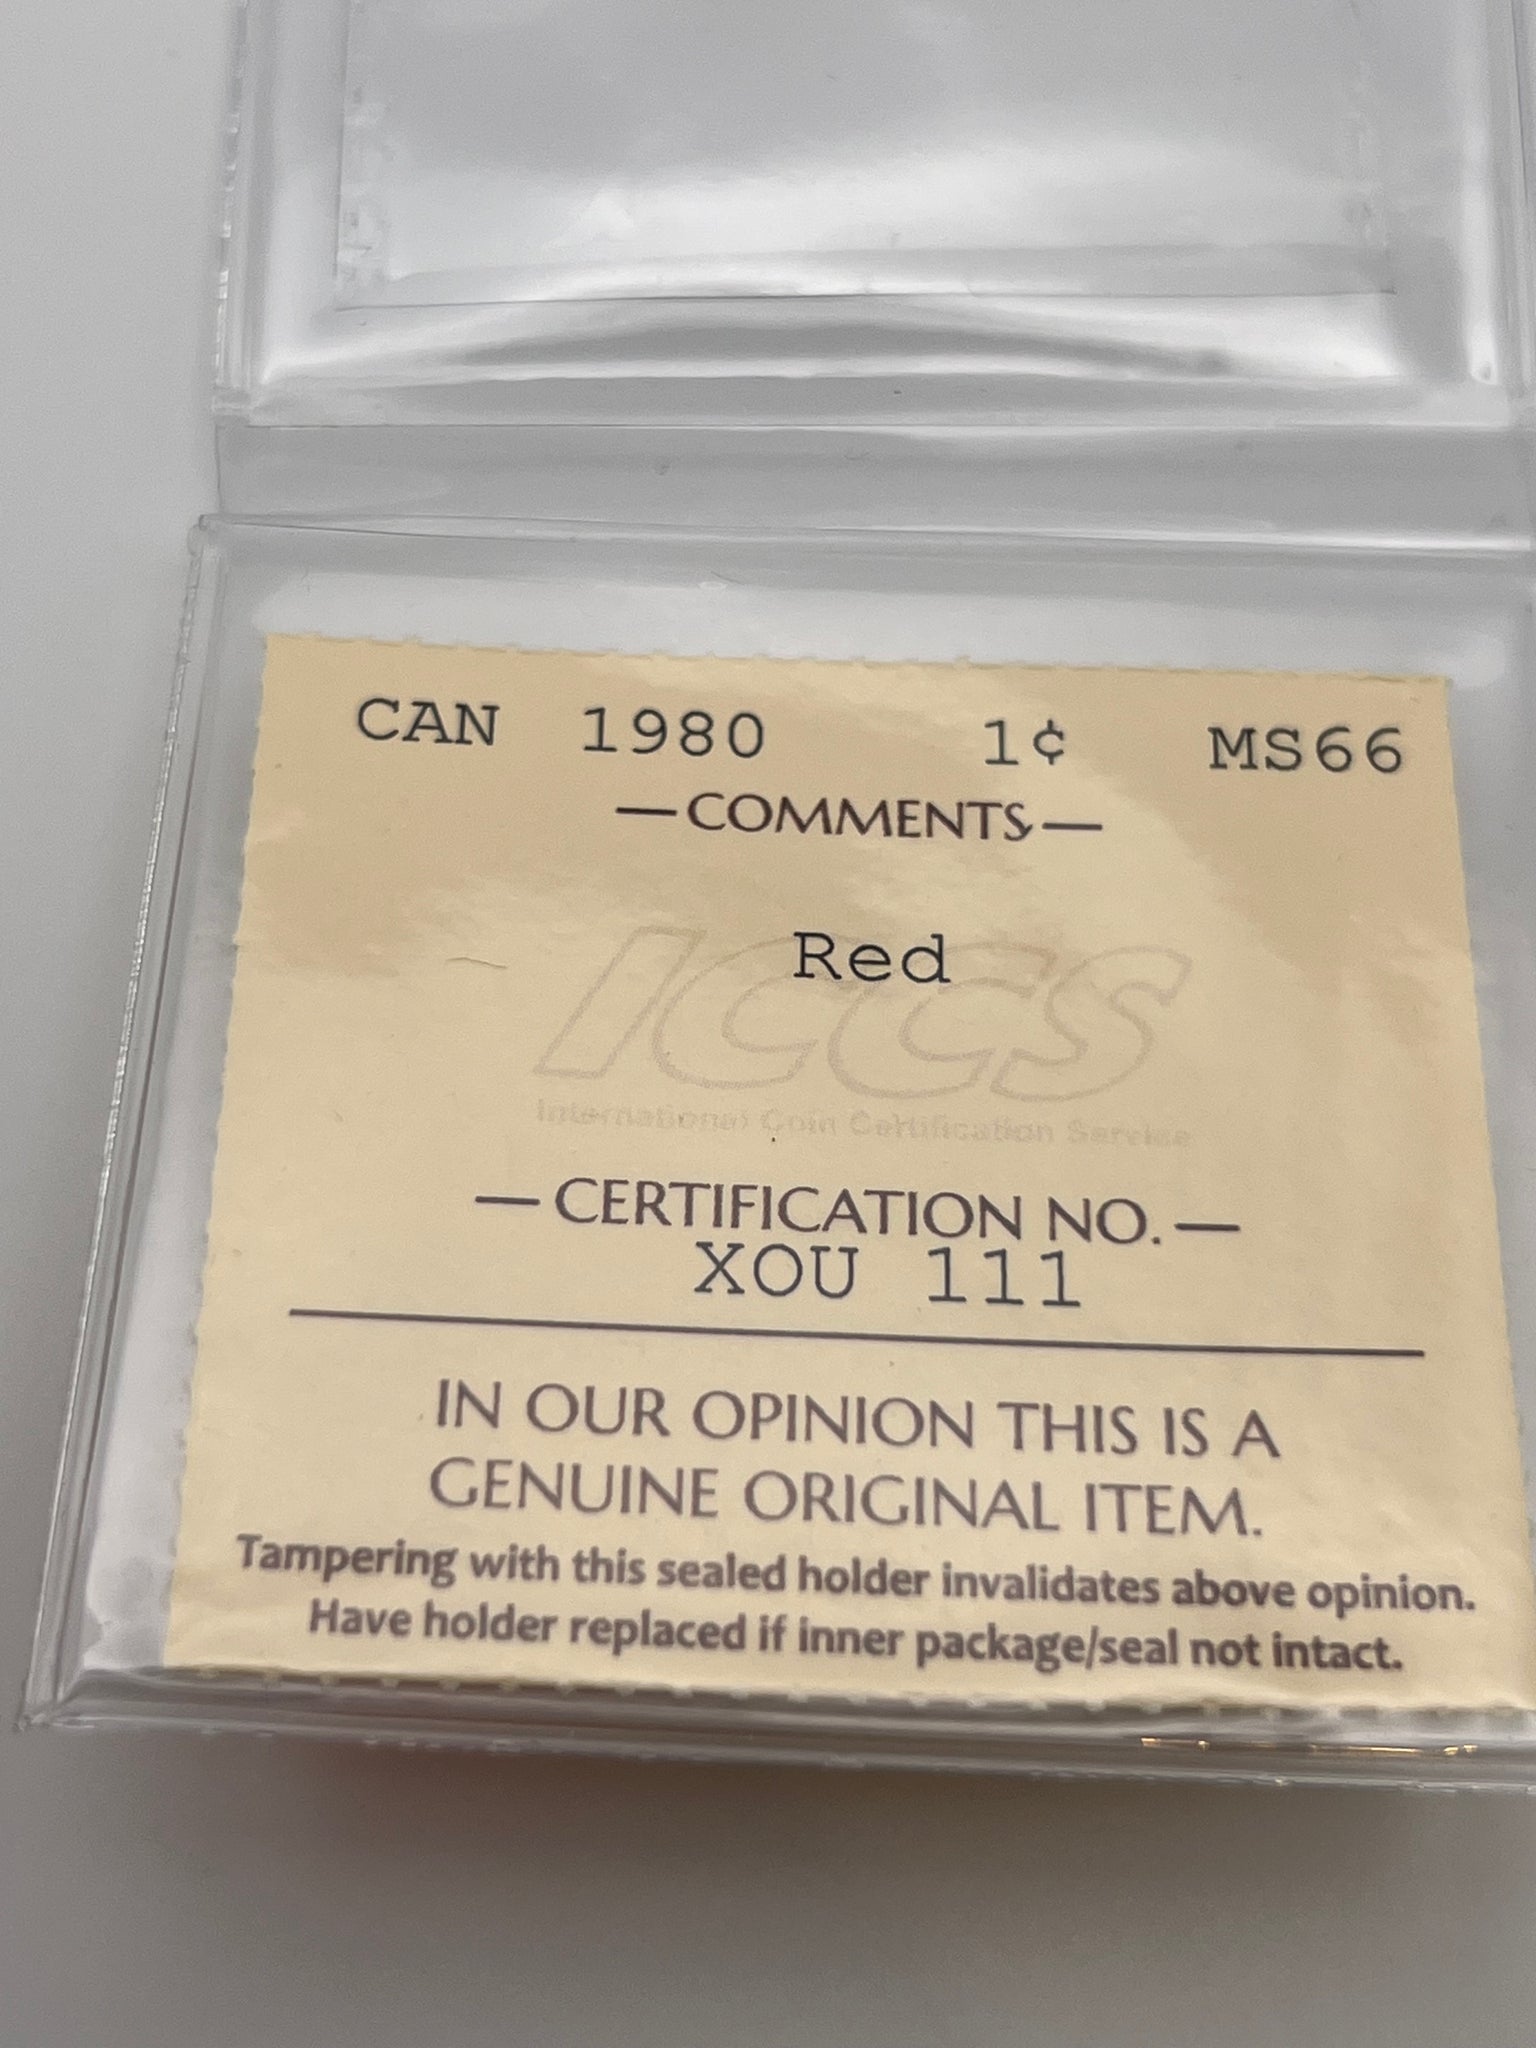 CAN 1980 1¢ MS66
—COMMENTS—
Red
ICCS
International Coin Certification Service
—CERTIFICATION NO.—
XOU 111
IN OUR OPINION THIS IS A
GENUINE ORIGINAL ITEM.
Tampering with this sealed holder invalidates above opinion.
Have holder replaced if inner package/seal not intact.